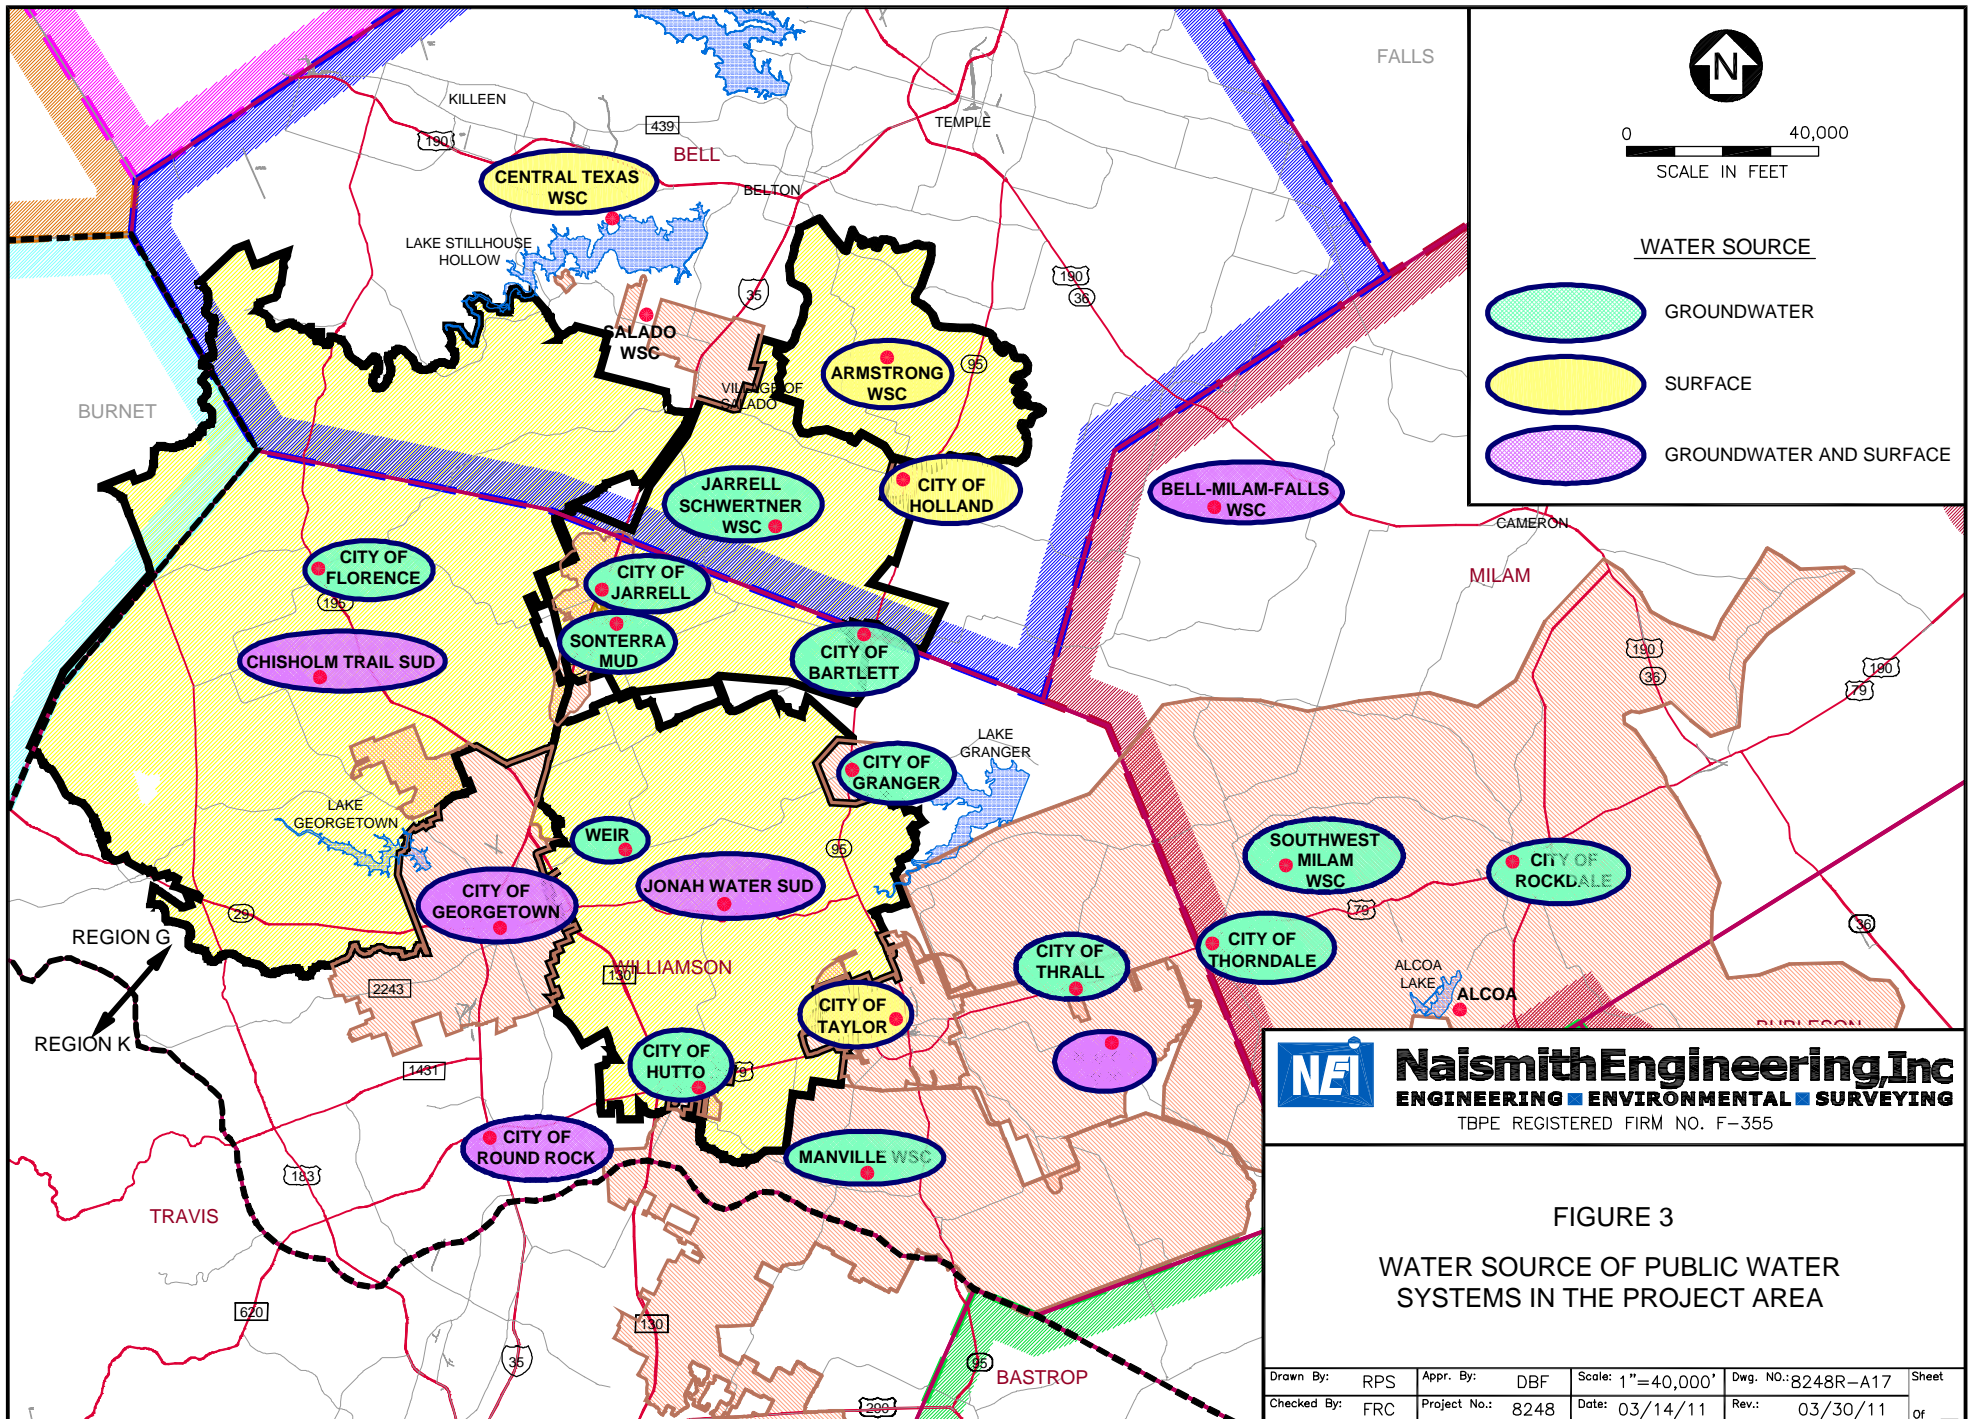 FALLS
N
0 40,000
SCALE IN FEET
WATER SOURCE
GROUNDWATER
SURFACE
GROUNDWATER AND SURFACE
KILLEEN
190
439
BELL
TEMPLE
CENTRAL TEXAS
WSC
BELTON
LAKE STILLHOUSE
HOLLOW
35
190
36
SALADO
WSC
ARMSTRONG
WSC
95
VILLAGE OF
SALADO
BURNET
JARRELL
SCHWERTNER
WSC
CITY OF
HOLLAND
BELL-MILAM-FALLS
WSC
CAMERON
CITY OF
FLORENCE
195
CITY OF
JARRELL
MILAM
SONTERRA
MUD
CHISHOLM TRAIL SUD
CITY OF
BARTLETT
190
36
190
79
LAKE
GRANGER
CITY OF
GRANGER
LAKE
GEORGETOWN
WEIR
95
SOUTHWEST
MILAM
WSC
CITY OF
ROCKDALE
JONAH WATER SUD
CITY OF
GEORGETOWN
29
79
36
REGION G
CITY OF
THORNDALE
CITY OF
THRALL
WILLIAMSON
130
2243
ALCOA
LAKE
ALCOA
CITY OF
TAYLOR
BURLESON
REGION K
CITY OF
HUTTO
79
1431
CITY OF
ROUND ROCK
MANVILLE WSC
183
TRAVIS
620
130
35
95
BASTROP
290
NEI
Naismith Engineering, Inc
ENGINEERING ■ ENVIRONMENTAL ■ SURVEYING
TBPE REGISTERED FIRM NO. F-355
FIGURE 3
WATER SOURCE OF PUBLIC WATER
SYSTEMS IN THE PROJECT AREA
Drawn By: RPS Appr. By: DBF Scale: 1"=40,000' Dwg. NO.: 8248R-A17 Sheet
Checked By: FRC Project No.: 8248 Date: 03/14/11 Rev.: 03/30/11 Of